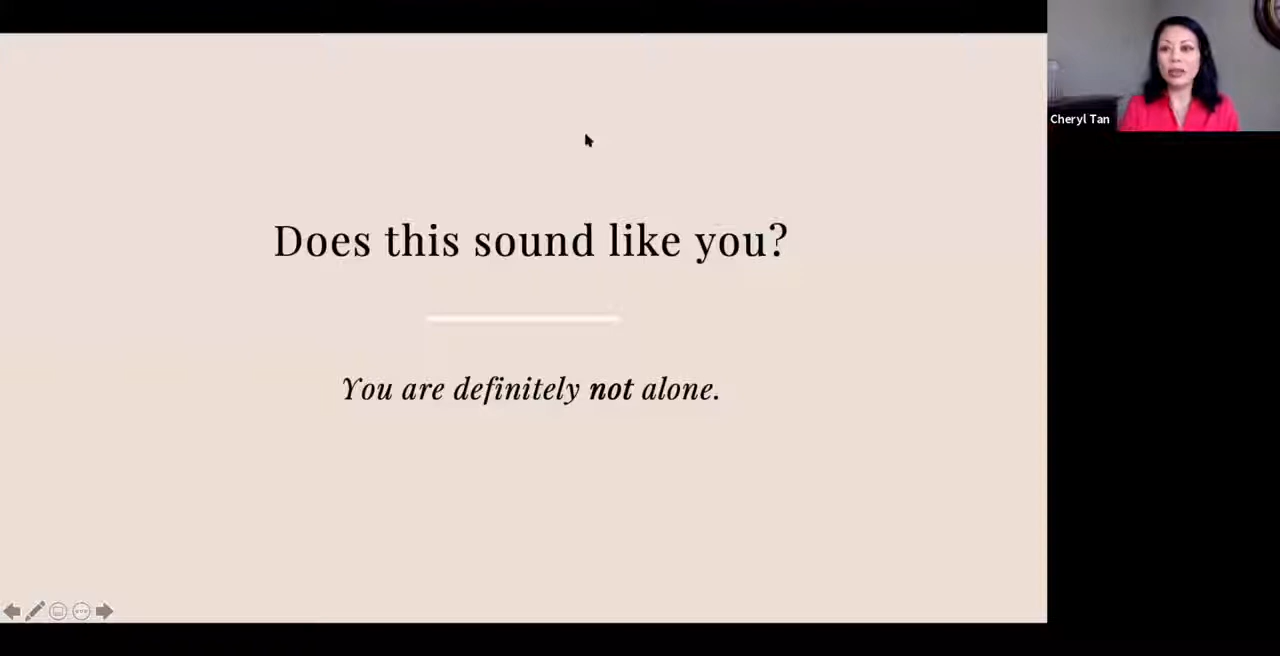 Does this sound like you?
You are definitely not alone.
Cheryl Tan